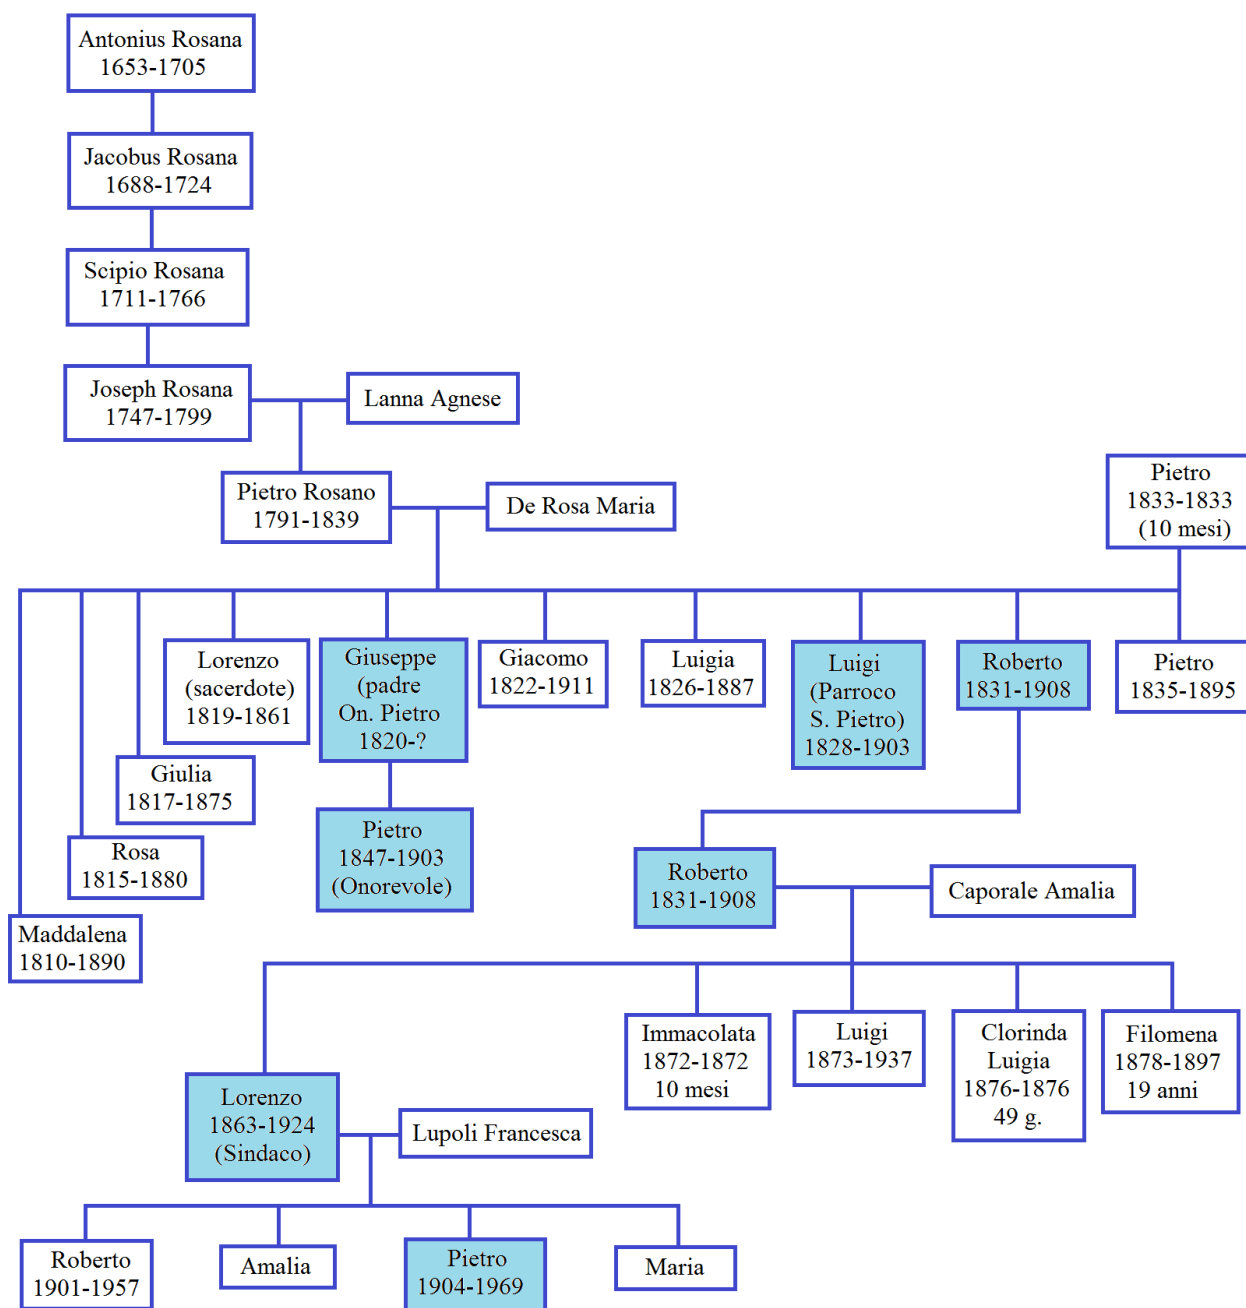 Antonius Rosana
1653-1705
Jacobus Rosana
1688-1724
Scipio Rosana
1711-1766
Joseph Rosana
1747-1799
Lanna Agnese
Pietro Rosano
1791-1839
De Rosa Maria
Pietro
1833-1833
(10 mesi)
Lorenzo
(sacerdote)
1819-1861
Giuseppe
(padre
On. Pietro
1820-?
Giacomo
1822-1911
Luigia
1826-1887
Luigi
(Parroco
S. Pietro)
1828-1903
Roberto
1831-1908
Pietro
1835-1895
Giulia
1817-1875
Rosa
1815-1880
Maddalena
1810-1890
Pietro
1847-1903
(Onorevole)
Roberto
1831-1908
Caporale Amalia
Lorenzo
1863-1924
(Sindaco)
Lupoli Francesca
Immacolata
1872-1872
10 mesi
Luigi
1873-1937
Clorinda
Luigia
1876-1876
49 g.
Filomena
1878-1897
19 anni
Roberto
1901-1957
Amalia
Pietro
1904-1969
Maria